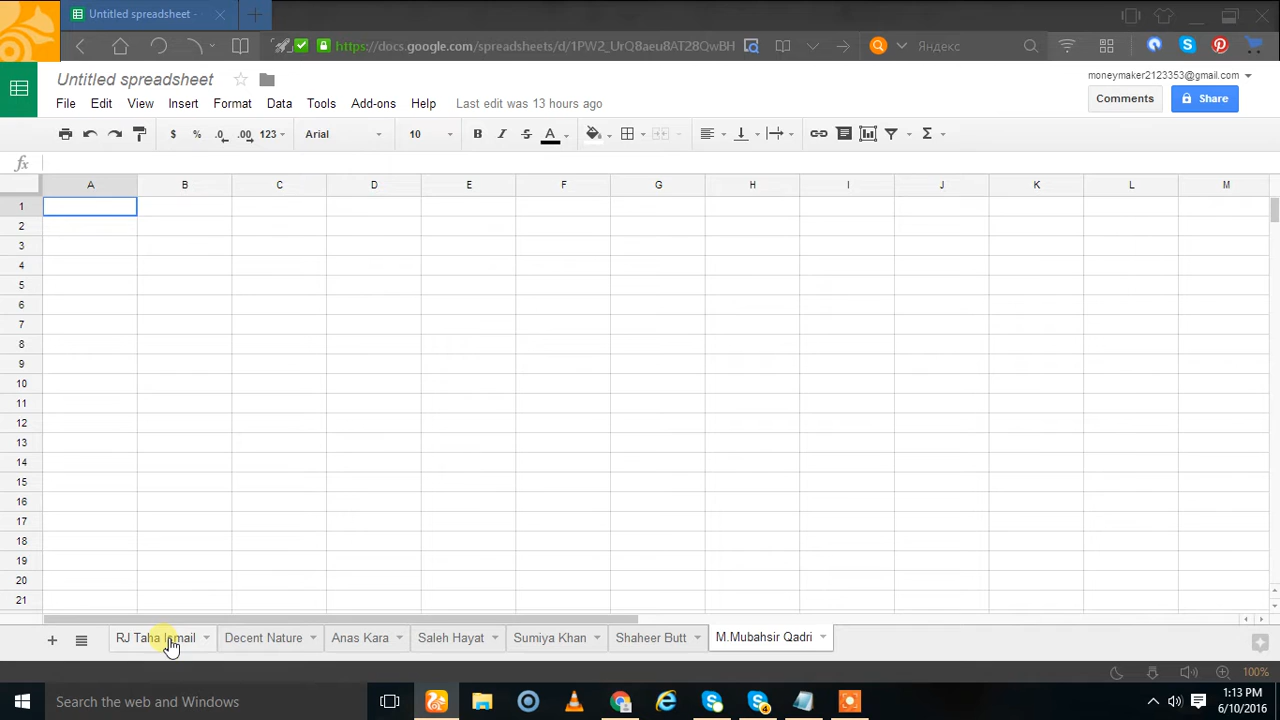 Untitled spreadsheet -
https://docs.google.com/spreadsheets/d/1PW2_UrQ8aeu8AT28QwBH
Яндекс
Untitled spreadsheet
moneymaker2123353@gmail.com
File Edit View Insert Format Data Tools Add-ons Help Last edit was 13 hours ago
Comments Share
$ % .0 .00 123 Arial 10 B I S A Σ
fx
A B C D E F G H I J K L M
1
2
3
4
5
6
7
8
9
10
11
12
13
14
15
16
17
18
19
20
21
RJ Taha Ismail Decent Nature Anas Kara Saleh Hayat Sumiya Khan Shaheer Butt M.Mubahsir Qadri
100%
Search the web and Windows
4
1:13 PM
6/10/2016